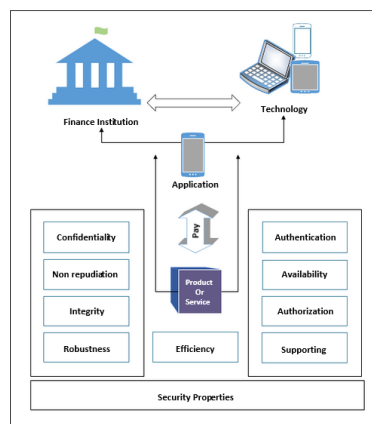 Finance Institution
Technology
Application
Pay
Confidentiality
Authentication
Non repudiation
Product
Or
Service
Availability
Integrity
Authorization
Robustness
Efficiency
Supporting
Security Properties